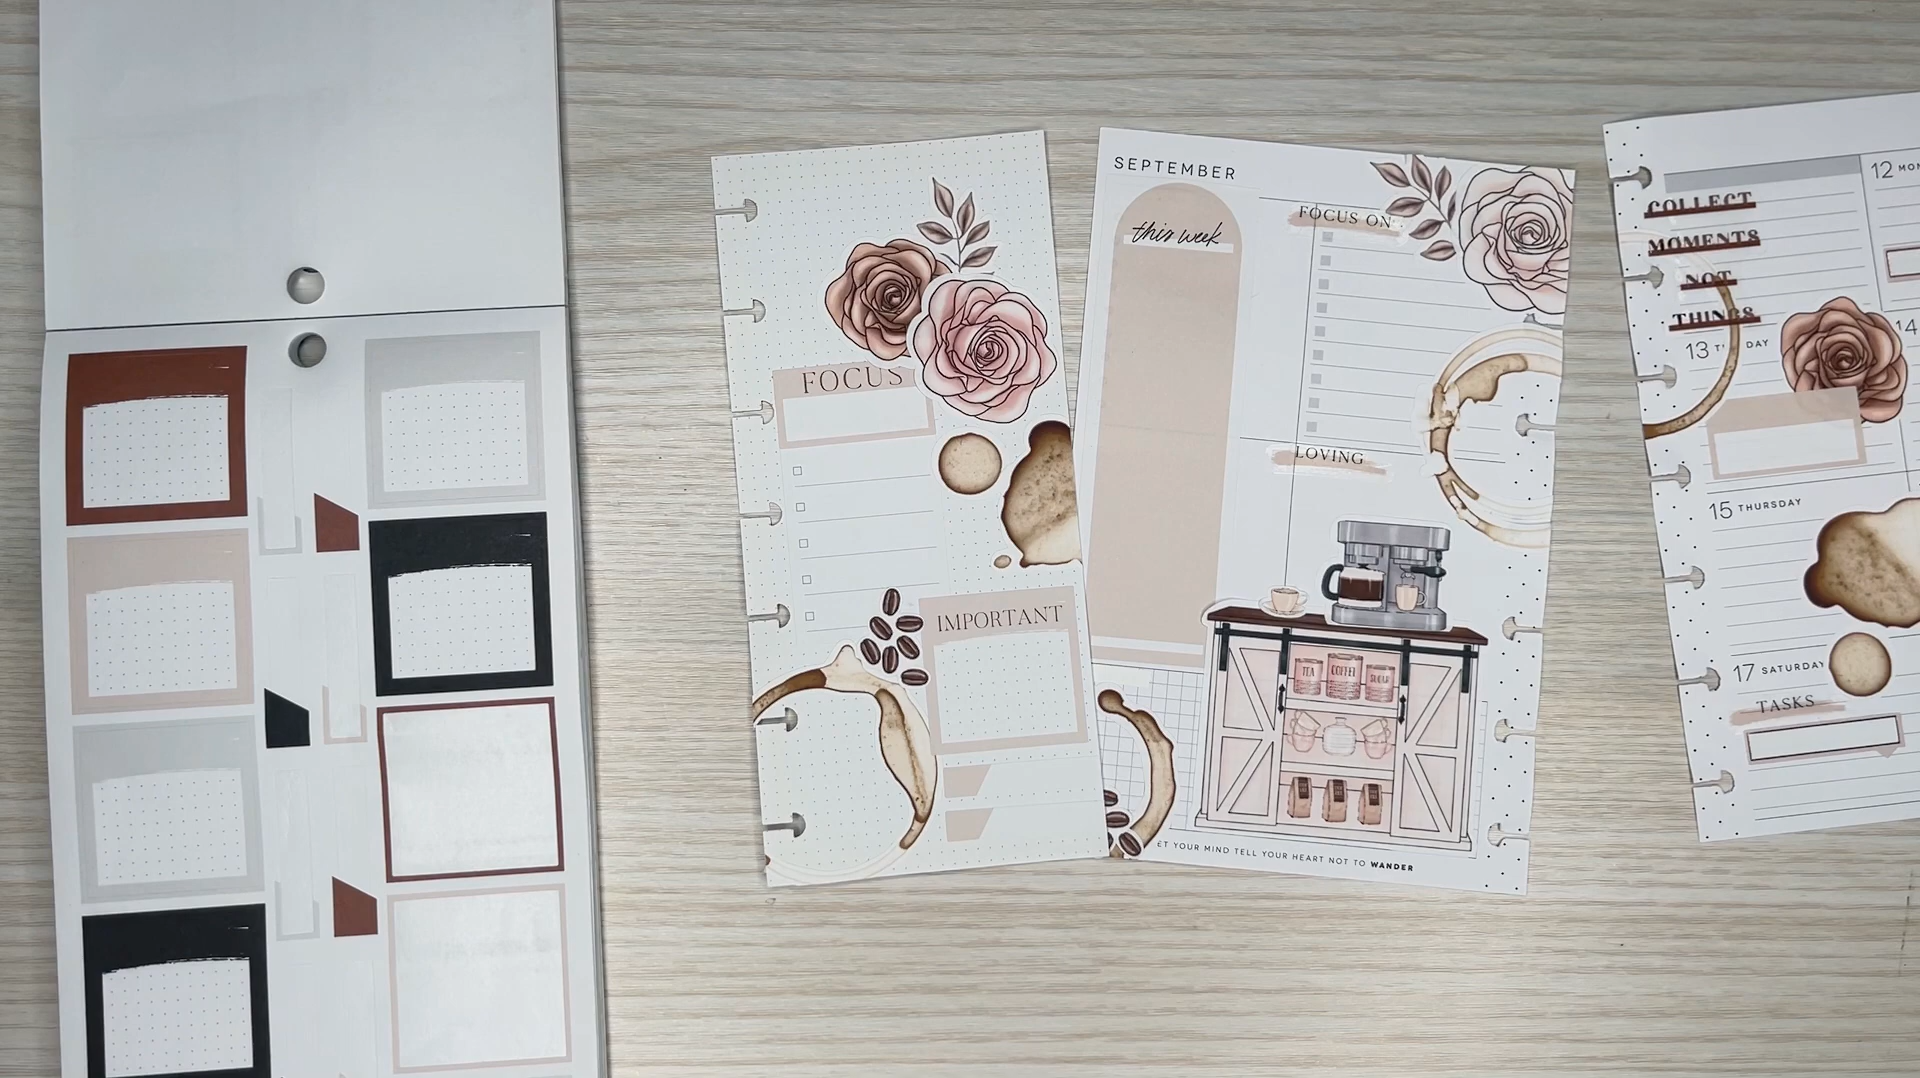 FOCUS
IMPORTANT
SEPTEMBER
this week
FOCUS ON
LOVING
TEA
COFFEE
SUGAR
ET YOUR MIND TELL YOUR HEART NOT TO WANDER
COLLECT
MOMENTS
NOT
THINGS
12 MON
13 DAY
14
15 THURSDAY
17 SATURDAY
TASKS